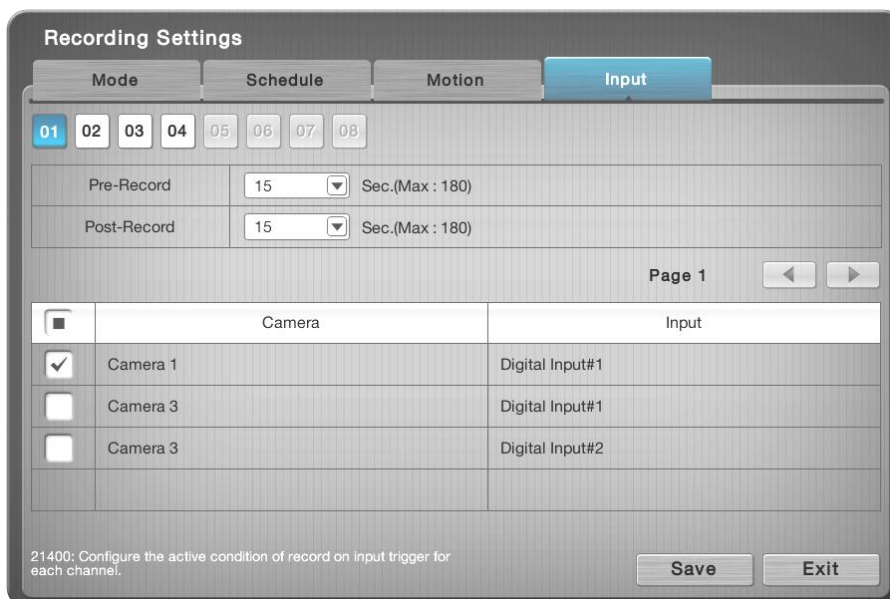 Recording Settings
Mode Schedule Motion Input
01 02 03 04 05 06 07 08
Pre-Record 15 Sec.(Max : 180)
Post-Record 15 Sec.(Max : 180)
Page 1
Camera Input
Camera 1 Digital Input#1
Camera 3 Digital Input#1
Camera 3 Digital Input#2
21400: Configure the active condition of record on input trigger for
each channel.
Save Exit